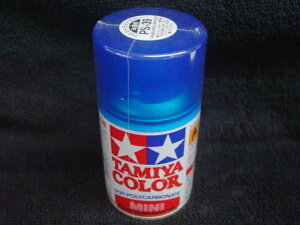 PS-39
TAMIYA
COLOR
FOR POLYCARBONATE
MINI